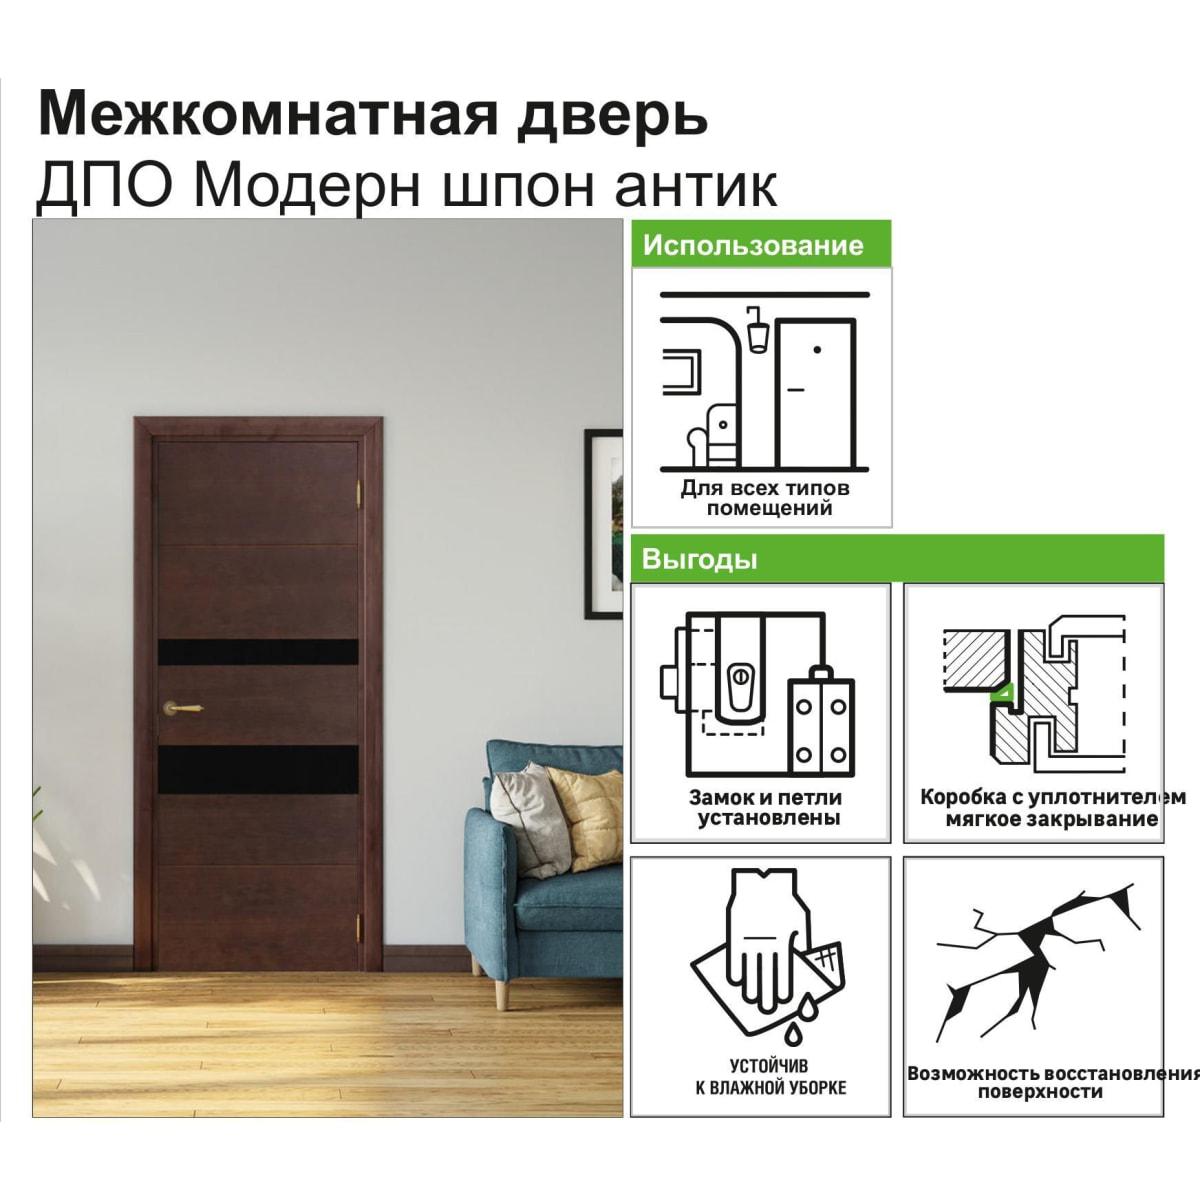 Межкомнатная дверь
ДПО Модерн шпон антик
Использование
Для всех типов
помещений
Выгоды
Замок и петли
установлены
Коробка с уплотнителем
мягкое закрывание
УСТОЙЧИВ
К ВЛАЖНОЙ УБОРКЕ
Возможность восстановления
поверхности